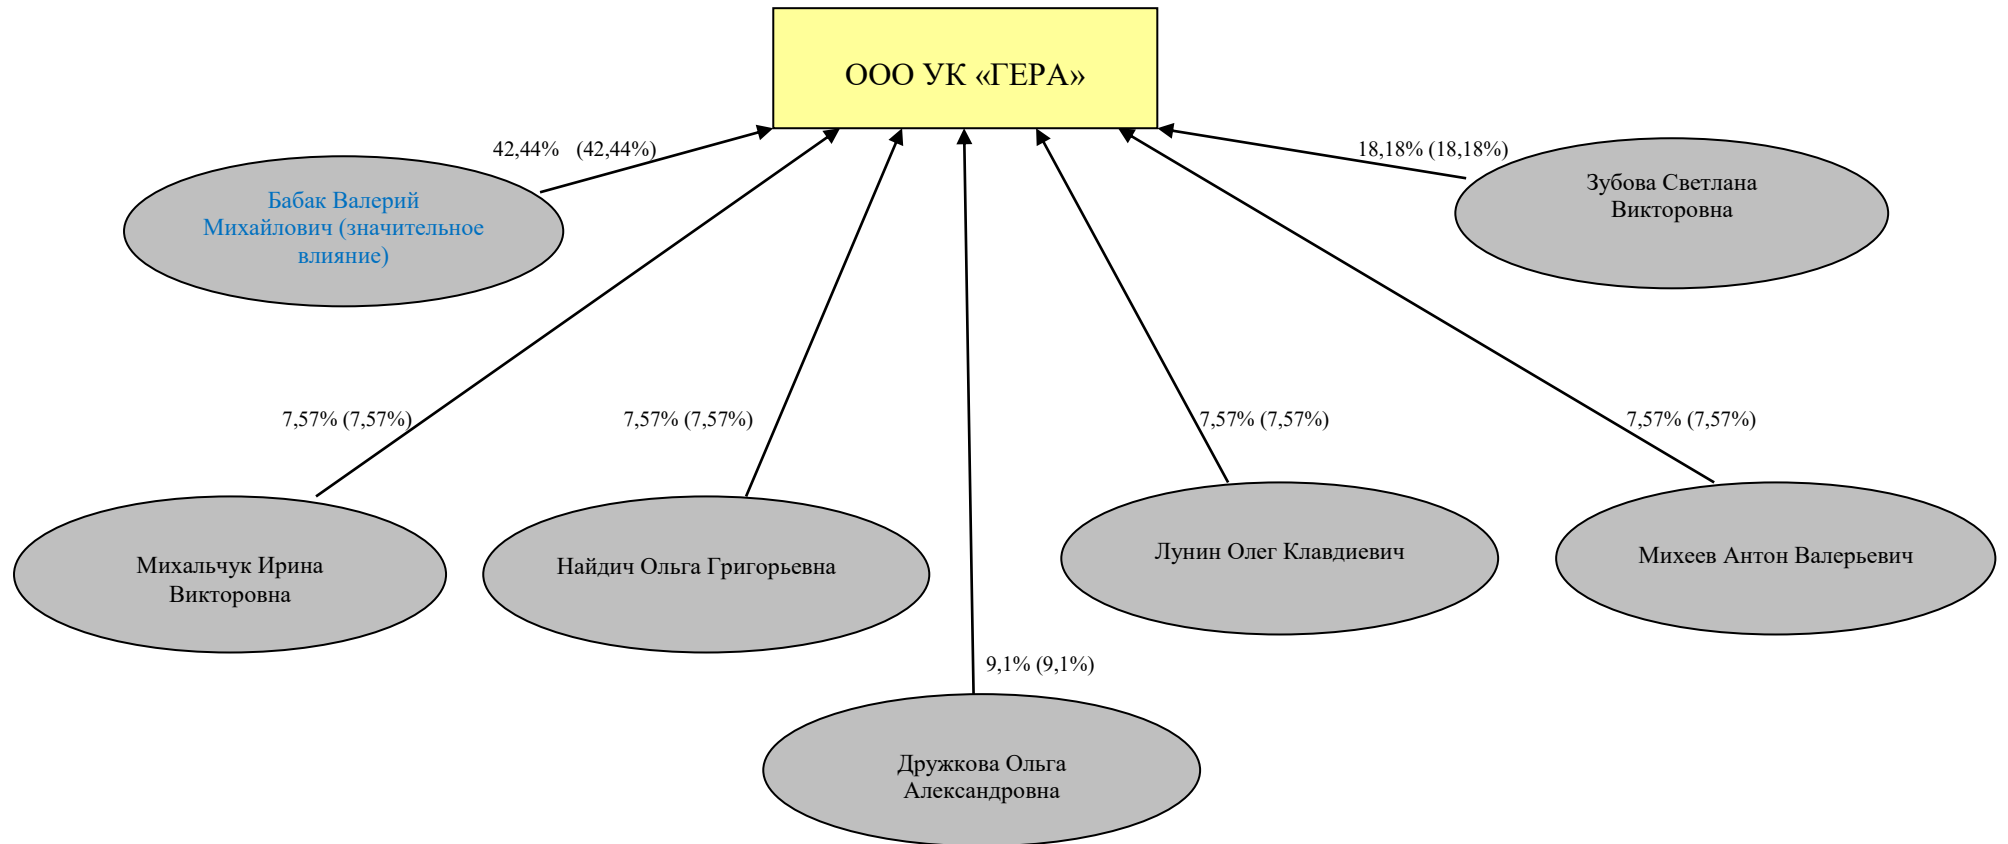 ООО УК «ГЕРА»
42,44% (42,44%)
18,18% (18,18%)
Бабак Валерий
Михайлович (значительное
влияние)
Зубова Светлана
Викторовна
7,57% (7,57%)
7,57% (7,57%)
7,57% (7,57%)
7,57% (7,57%)
Михальчук Ирина
Викторовна
Найдич Ольга Григорьевна
Лунин Олег Клавдиевич
Михеев Антон Валерьевич
9,1% (9,1%)
Дружкова Ольга
Александровна